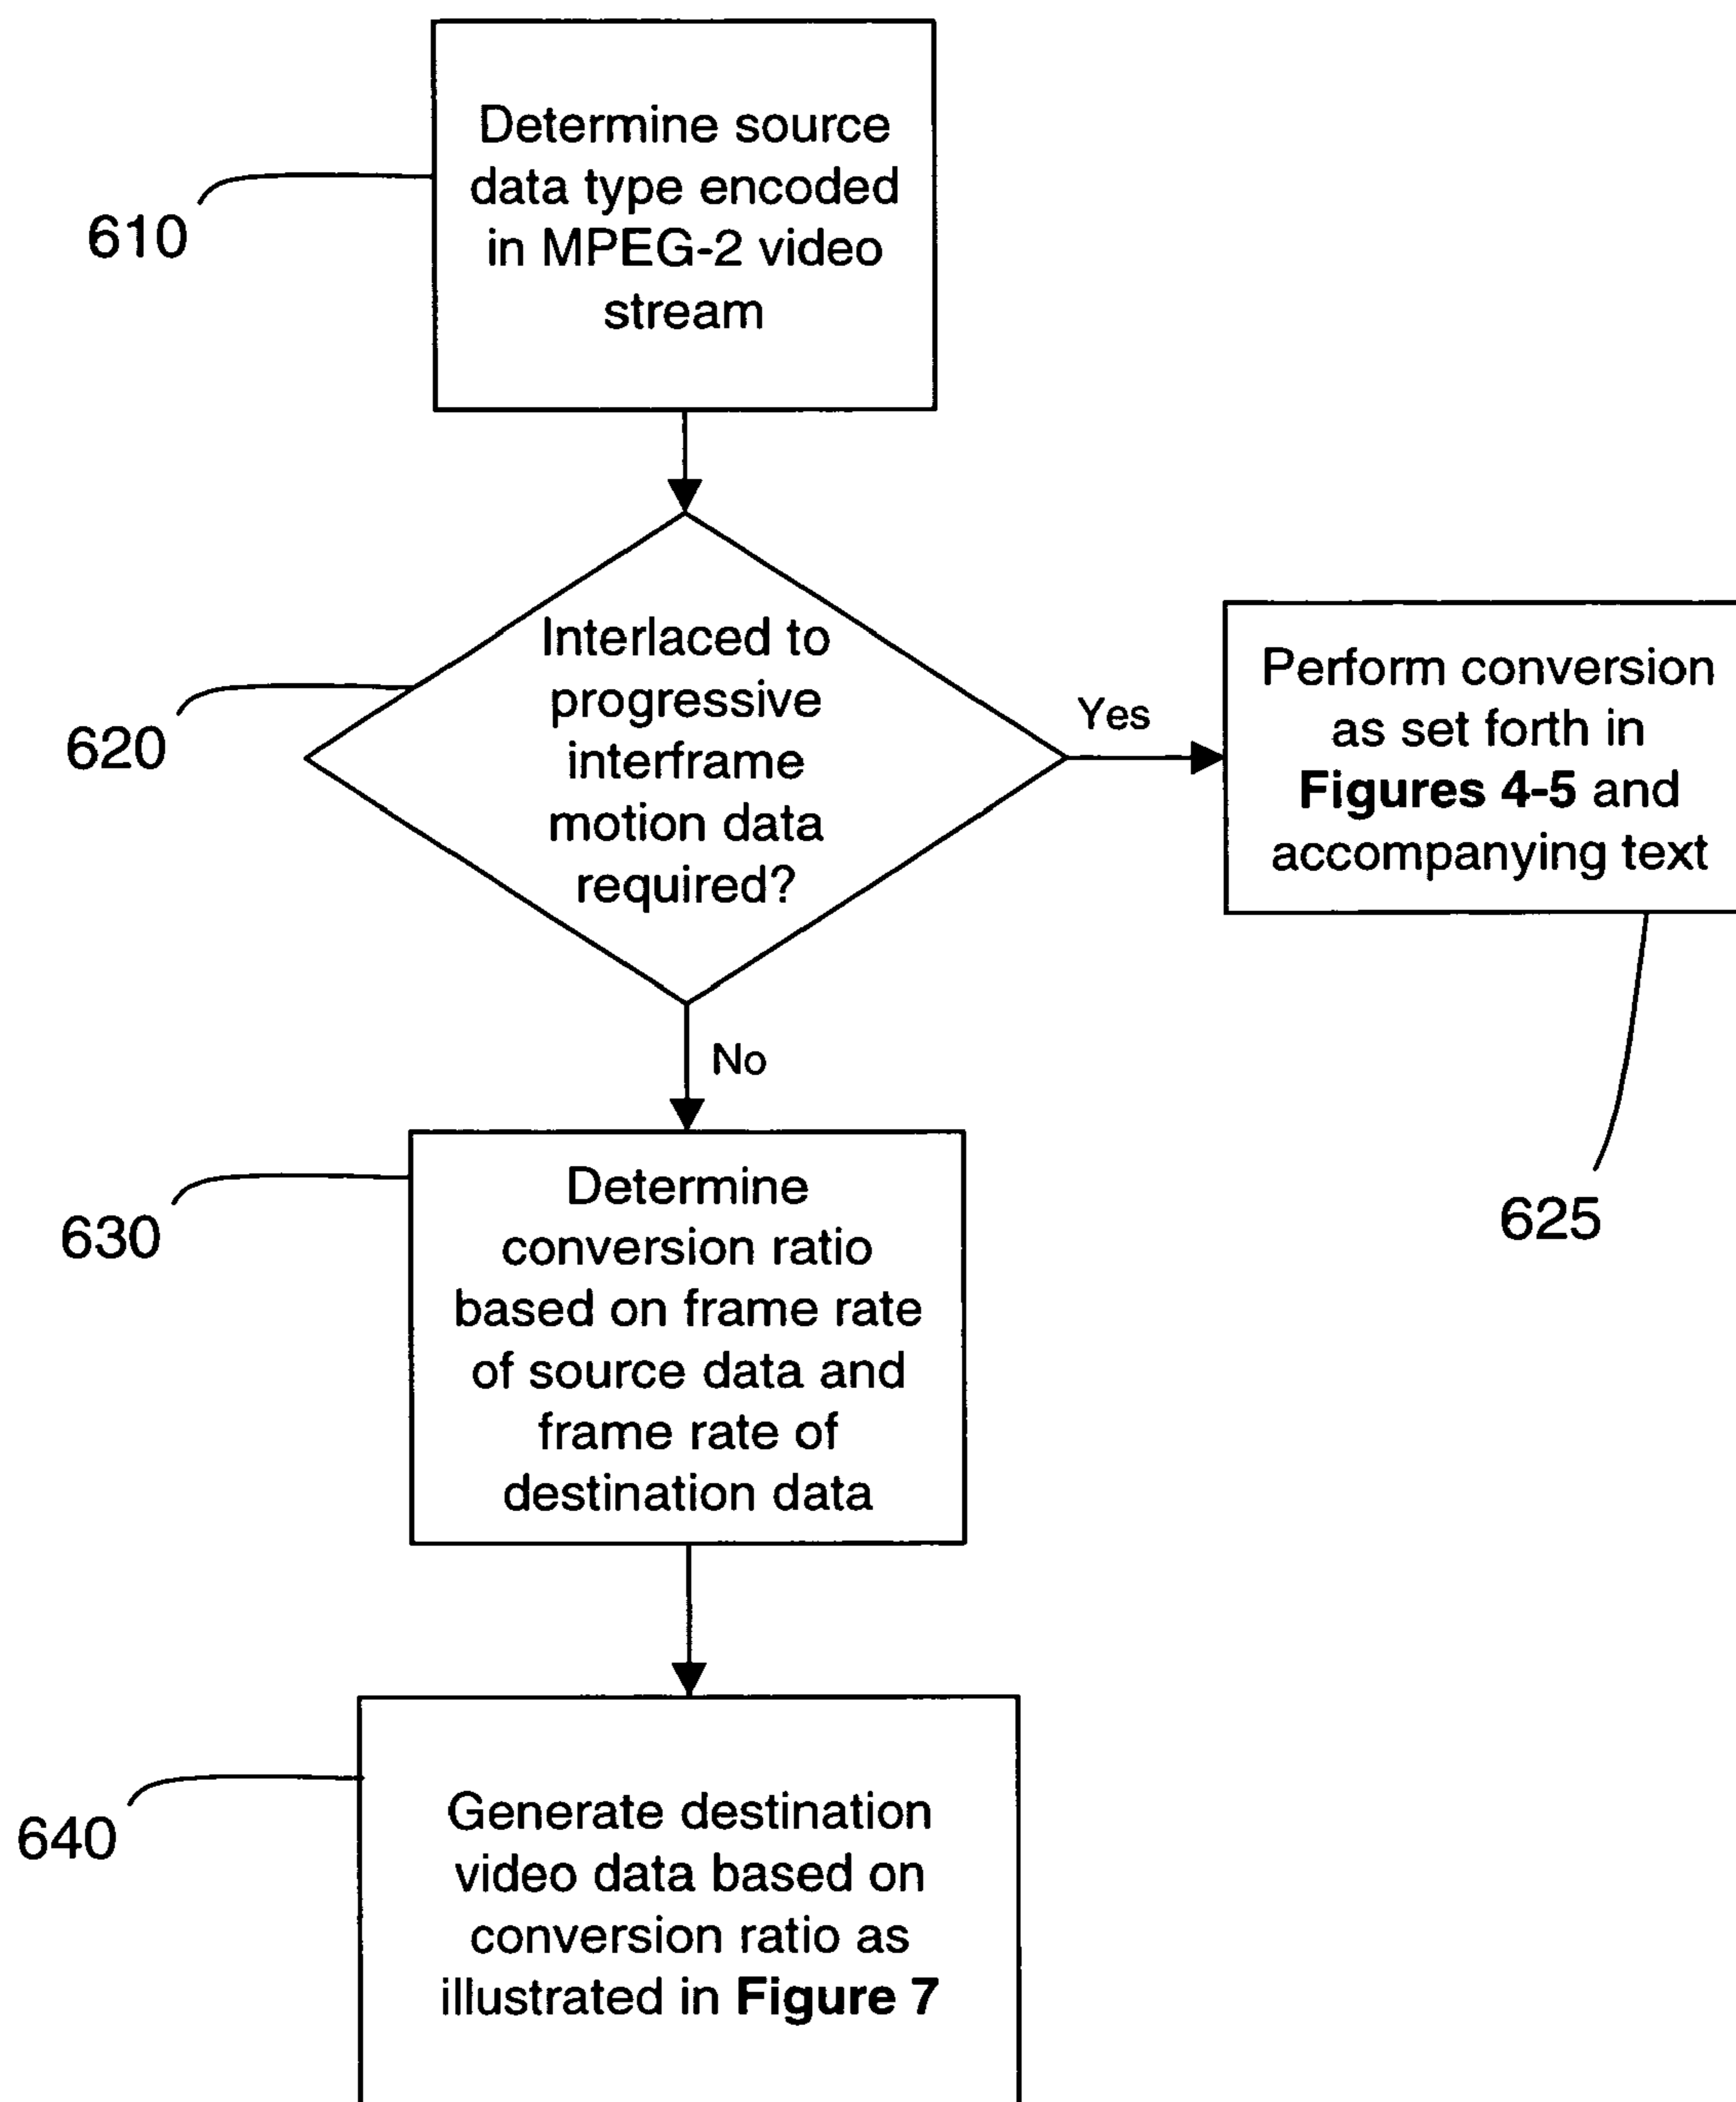 Determine source
data type encoded
in MPEG-2 video
stream
610
Interlaced to
progressive
interframe
motion data
required?
620
Yes
Perform conversion
as set forth in
Figures 4-5 and
accompanying text
625
No
Determine
conversion ratio
based on frame rate
of source data and
frame rate of
destination data
630
Generate destination
video data based on
conversion ratio as
illustrated in Figure 7
640